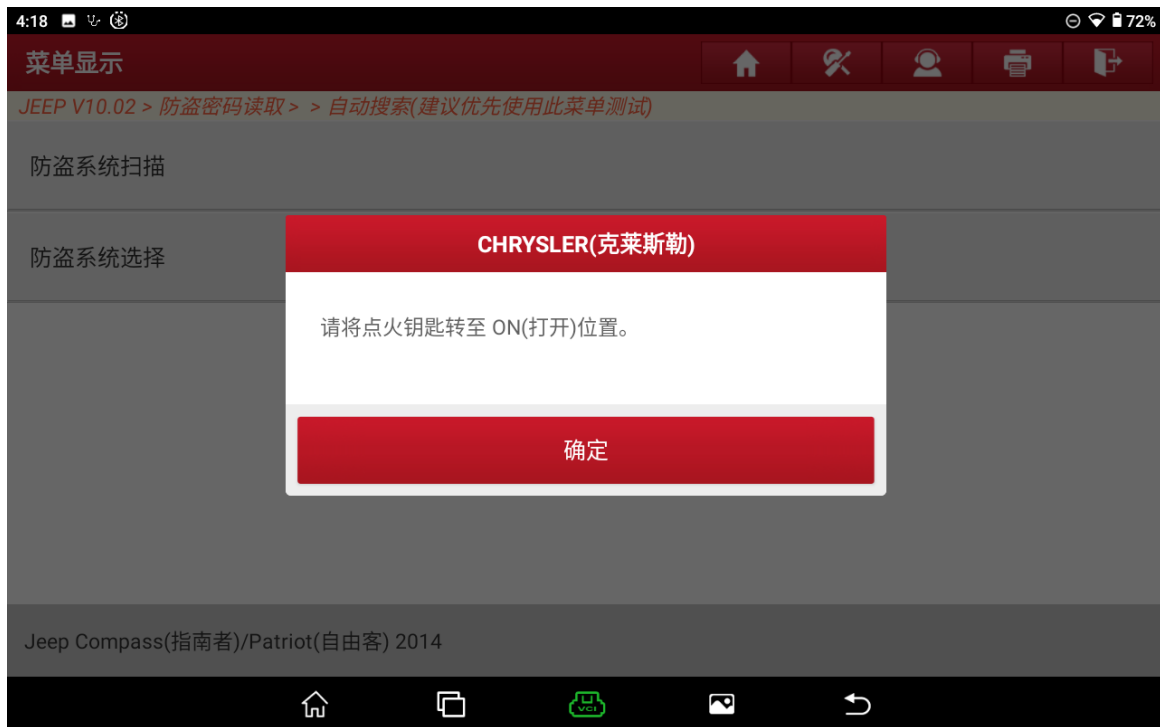 4:18
72%
菜单显示
JEEP V10.02 > 防盗密码读取 > > 自动搜索(建议优先使用此菜单测试)
防盗系统扫描
防盗系统选择
CHRYSLER(克莱斯勒)
请将点火钥匙转至 ON(打开)位置。
确定
Jeep Compass(指南者)/Patriot(自由客) 2014
VCI